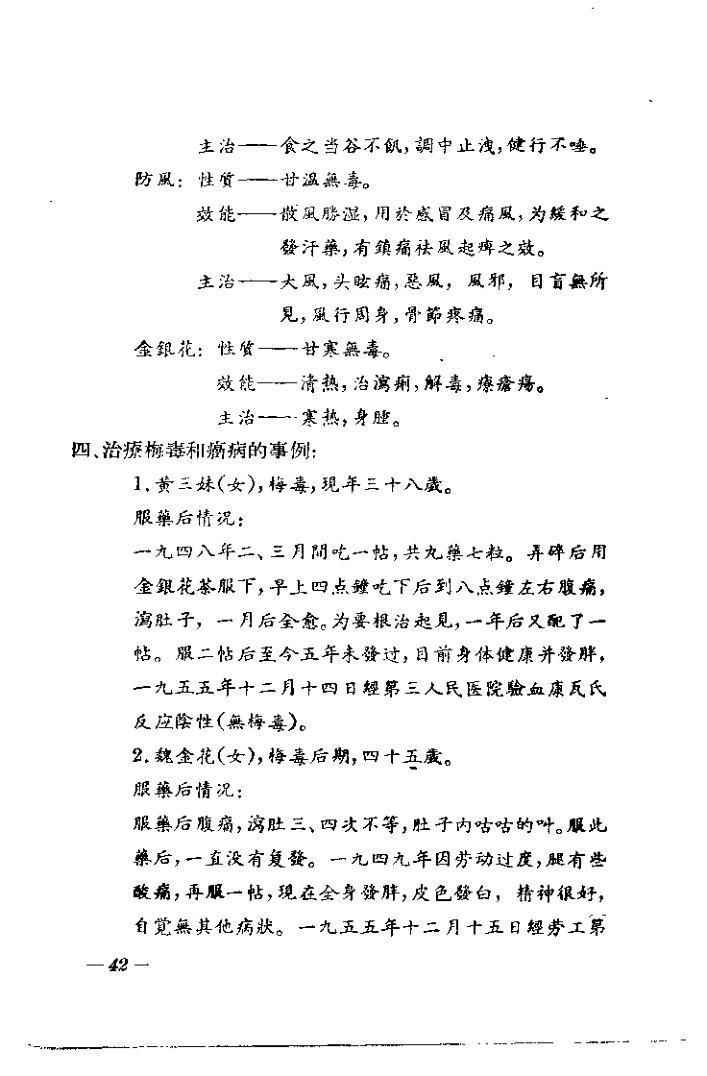 主治——食之当谷不飢,調中止洩,健行不唾。
防風：性質——甘温無毒。
效能——散風勝湿,用於感冒及痛風,为緩和之
發汗藥,有鎮痛祛風起痺之效。
主治——大風,头眩痛,惡風，風邪，目盲無所
見,風行周身,骨節疼痛。
金銀花：性質——甘寒無毒。
效能——清热,治瀉痢,解毒,療瘡瘍。
主治——寒热,身腫。
四、治療梅毒和痲病的事例：
1.黄三妹(女),梅毒,現年三十八歲。
服藥后情况：
一九四八年二、三月間吃一帖,共九藥七粒。弄碎后用
金銀花茶服下,早上四点鐘吃下后到八点鐘左右腹痛,
瀉肚子，一月后全愈。为要根治起見,一年后又配了一
帖。服二帖后至今五年未發过,目前身体健康并發胖,
一九五五年十二月十四日經第三人民医院驗血康瓦氏
反应陰性(無梅毒)。
2.魏金花(女),梅毒后期,四十五歲。
服藥后情况：
服藥后腹痛,瀉肚三、四次不等,肚子内咕咕的叫。服此
藥后,一直没有复發。一九四九年因劳动过度,腿有些
酸痛,再服一帖,現在全身發胖,皮色發白，精神很好,
自覚無其他病狀。一九五五年十二月十五日經劳工第
—42—